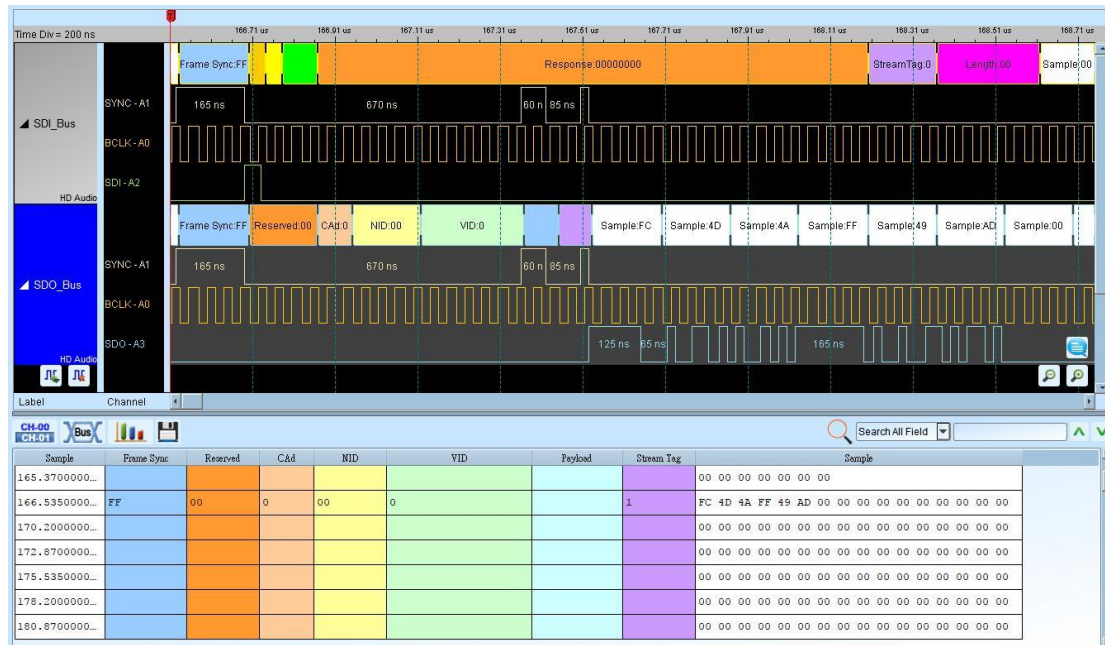 Time Div = 200 ns
166.71 us 166.91 us 167.11 us 167.31 us 167.51 us 167.71 us 167.91 us 168.11 us 168.31 us 168.51 us 168.71 us
Frame Sync:FF Response:00000000 StreamTag:0 Length:00 Sample:00
SYNC - A1 165 ns 670 ns 60 n 85 ns
SDI_Bus
BCLK - A0
SDI - A2
HD Audio
Frame Sync:FF Reserved:00 CAd:0 NID:00 VID:0 Sample:FC Sample:4D Sample:4A Sample:FF Sample:49 Sample:AD Sample:00
SYNC - A1 165 ns 670 ns 60 n 85 ns
SDO_Bus
BCLK - A0
SDO - A3 125 ns 65 ns 165 ns
HD Audio
Label Channel
CH-00
CH-01 Bus Search All Field
Sample Frame Sync Reserved CAd NID VID Payload Stream Tag Sample
165.3700000... 00 00 00 00 00 00 00
166.5350000... FF 00 0 00 0 1 FC 4D 4A FF 49 AD 00 00 00 00 00 00 00 00 00 00
170.2000000... 00 00 00 00 00 00 00 00 00 00 00 00 00 00 00 00
172.8700000... 00 00 00 00 00 00 00 00 00 00 00 00 00 00 00 00
175.5350000... 00 00 00 00 00 00 00 00 00 00 00 00 00 00 00 00
178.2000000... 00 00 00 00 00 00 00 00 00 00 00 00 00 00 00 00
180.8700000... 00 00 00 00 00 00 00 00 00 00 00 00 00 00 00 00